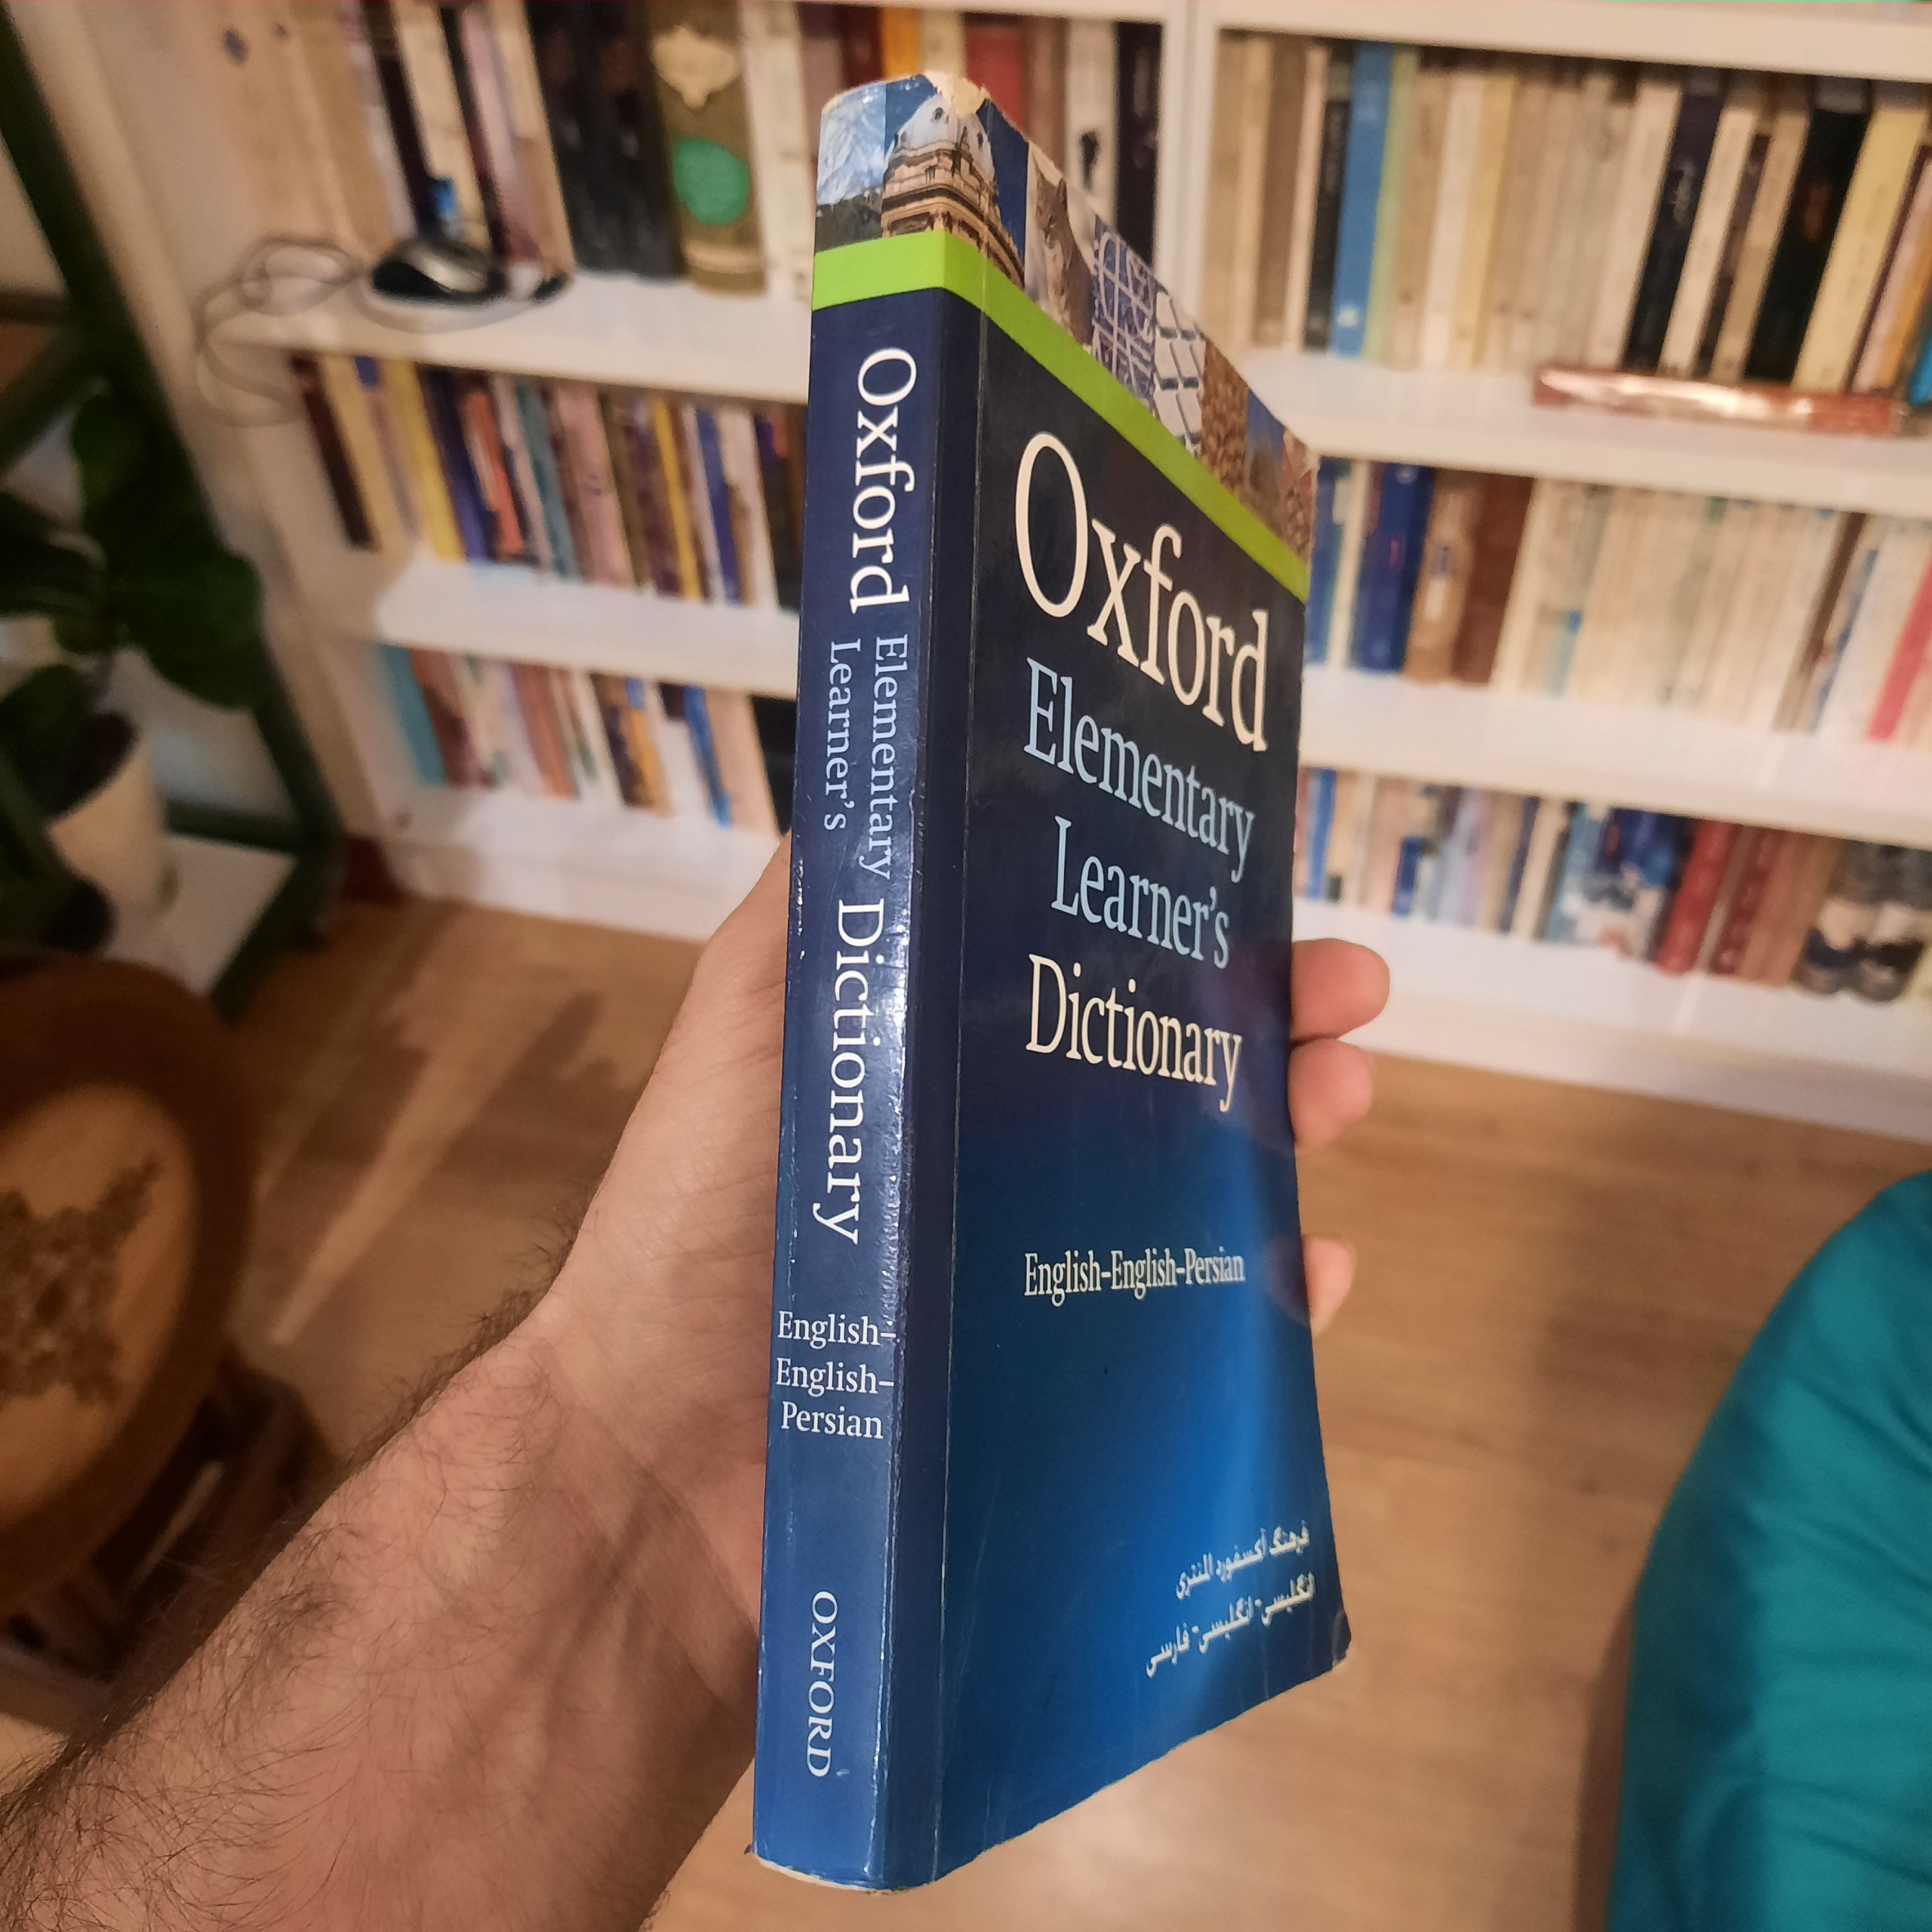 Oxford
Elementary
Learner's
Dictionary
English-
English-
Persian
OXFORD
Oxford
Elementary
Learner's
Dictionary
English-English-Persian
فرهنگ آکسفورد المنتری
انگلیسی- انگلیسی- فارسی